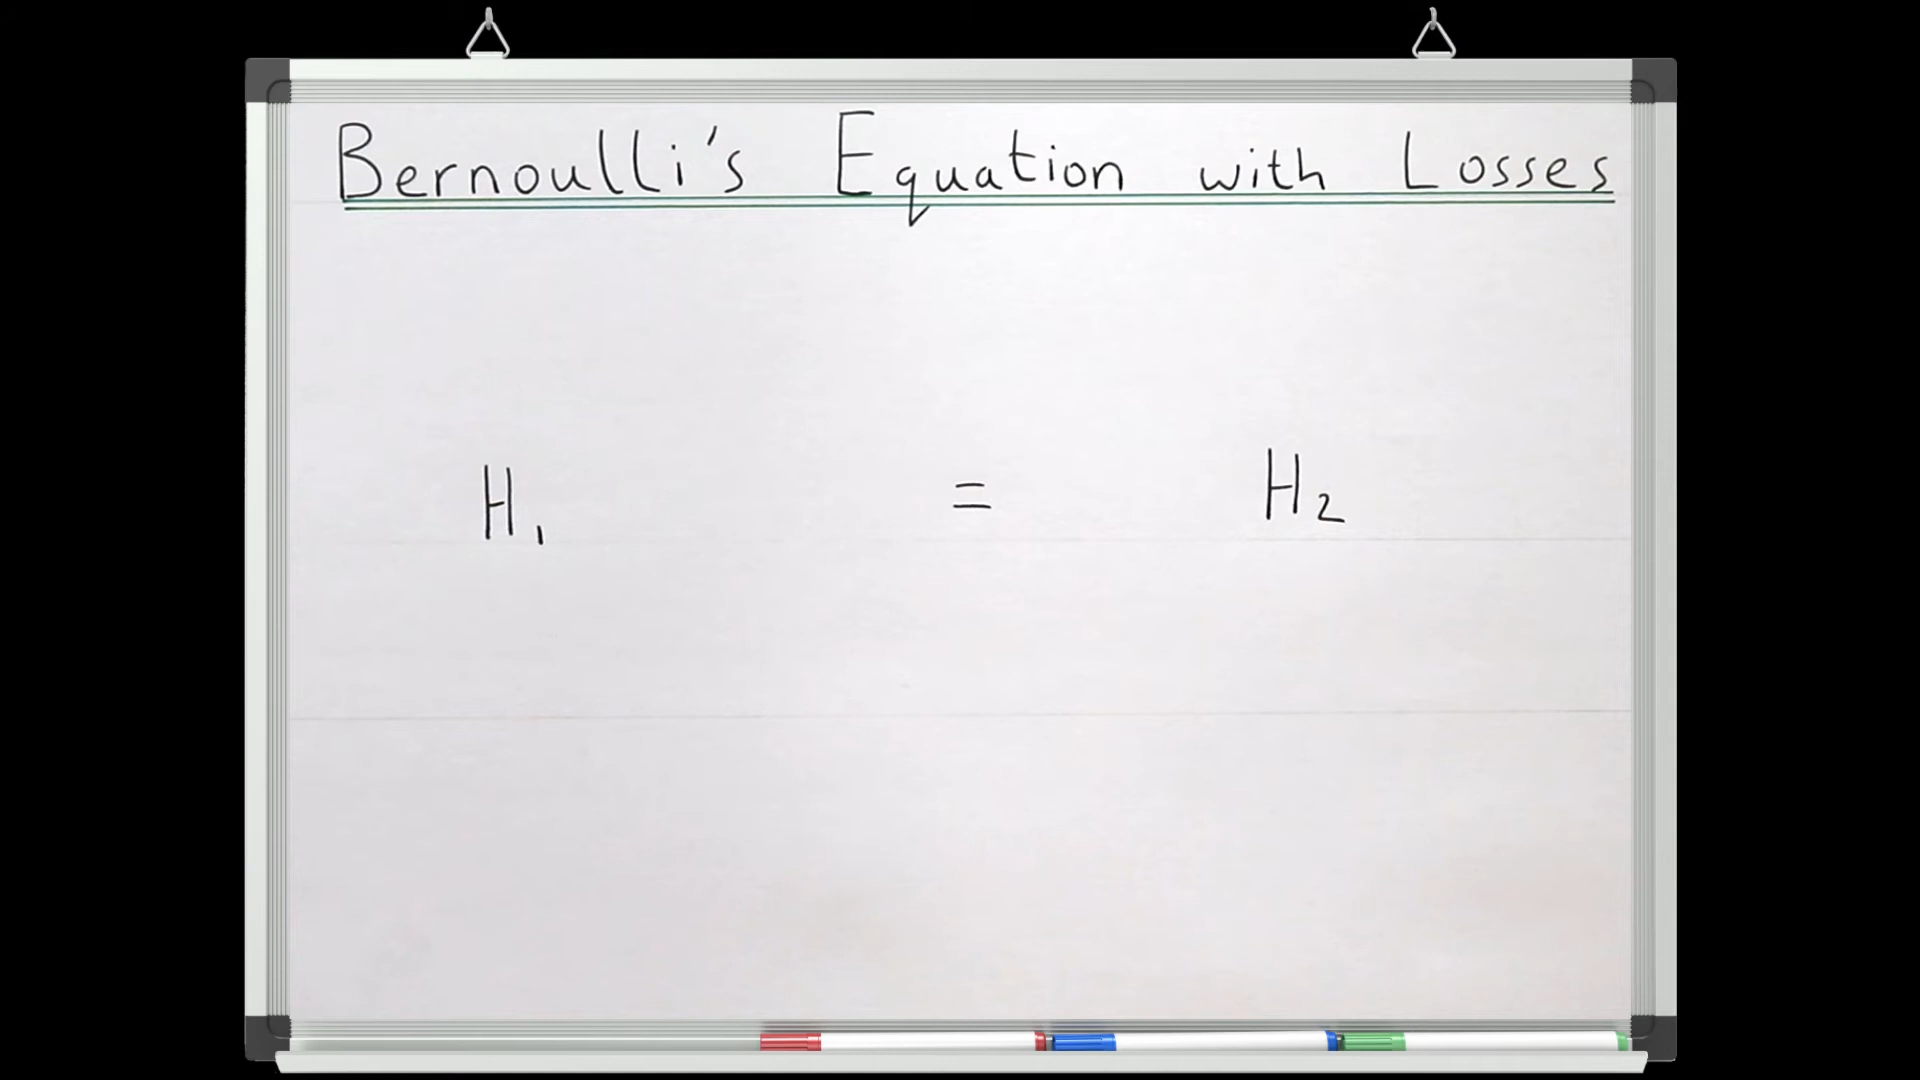 Bernoulli's Equation with Losses
H₁ = H₂